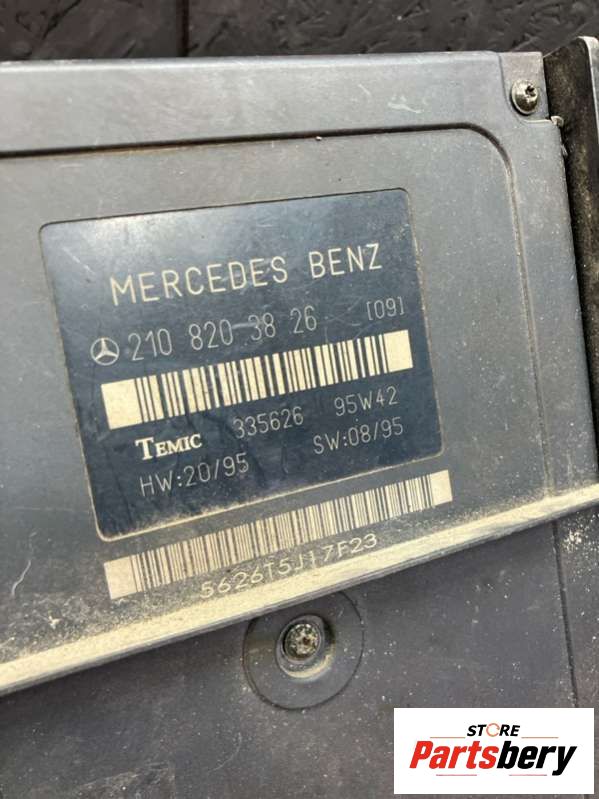 MERCEDES BENZ
210 820 38 26 [09]
TEMIC 335626 95W42
HW:20/95 SW:08/95
5626T5J17F23
STORE
Partsbery